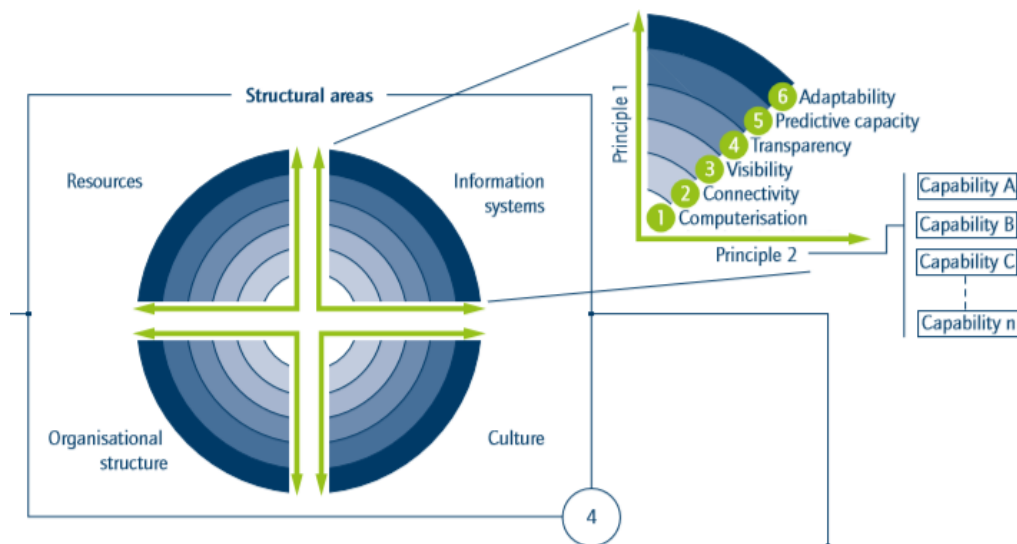 Structural areas
Resources
Information
systems
Organisational
structure
Culture
4
Principle 1
6 Adaptability
5 Predictive capacity
4 Transparency
3 Visibility
2 Connectivity
1 Computerisation
Principle 2
Capability A
Capability B
Capability C
Capability n